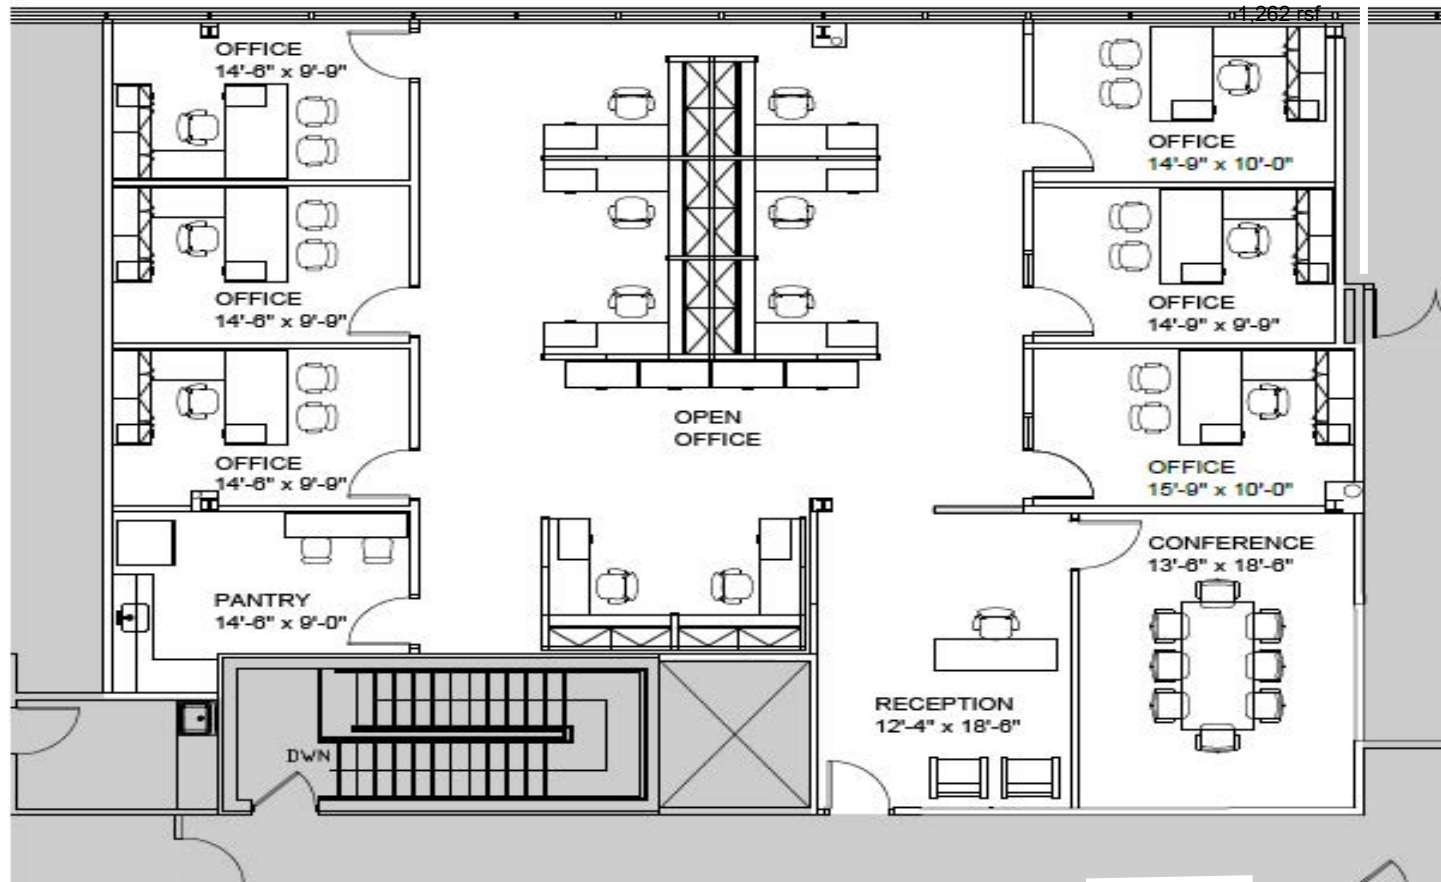 1,262 rsf
OFFICE
14'-6" x 9'-9"
OFFICE
14'-9" x 10'-0"
OFFICE
14'-6" x 9'-9"
OFFICE
14'-9" x 9'-9"
OPEN
OFFICE
OFFICE
14'-6" x 9'-9"
OFFICE
15'-9" x 10'-0"
CONFERENCE
13'-6" x 18'-6"
PANTRY
14'-6" x 9'-0"
RECEPTION
12'-4" x 18'-6"
DWN